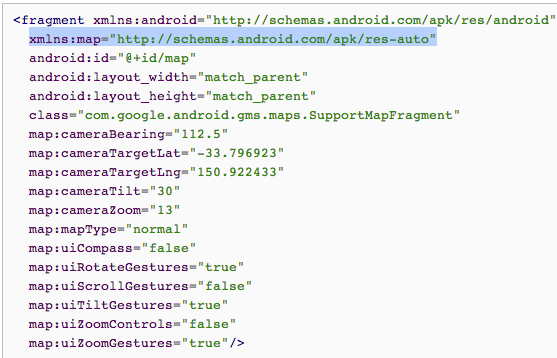 <fragment xmlns:android="http://schemas.android.com/apk/res/android"
xmlns:map="http://schemas.android.com/apk/res-auto"
android:id="@+id/map"
android:layout_width="match_parent"
android:layout_height="match_parent"
class="com.google.android.gms.maps.SupportMapFragment"
map:cameraBearing="112.5"
map:cameraTargetLat="-33.796923"
map:cameraTargetLng="150.922433"
map:cameraTilt="30"
map:cameraZoom="13"
map:mapType="normal"
map:uiCompass="false"
map:uiRotateGestures="true"
map:uiScrollGestures="false"
map:uiTiltGestures="true"
map:uiZoomControls="false"
map:uiZoomGestures="true"/>